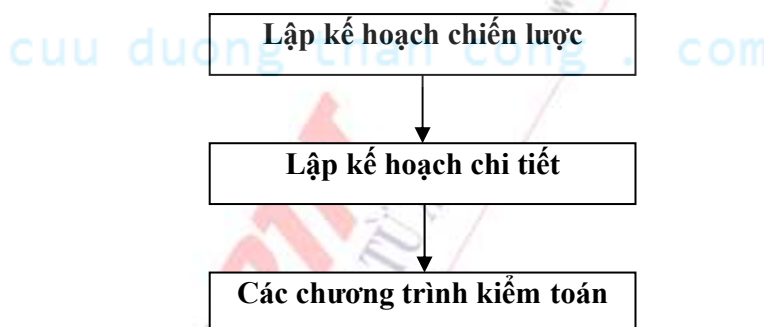 Lập kế hoạch chiến lược
cuu duong than cong . com
Lập kế hoạch chi tiết
TỪ
Các chương trình kiểm toán